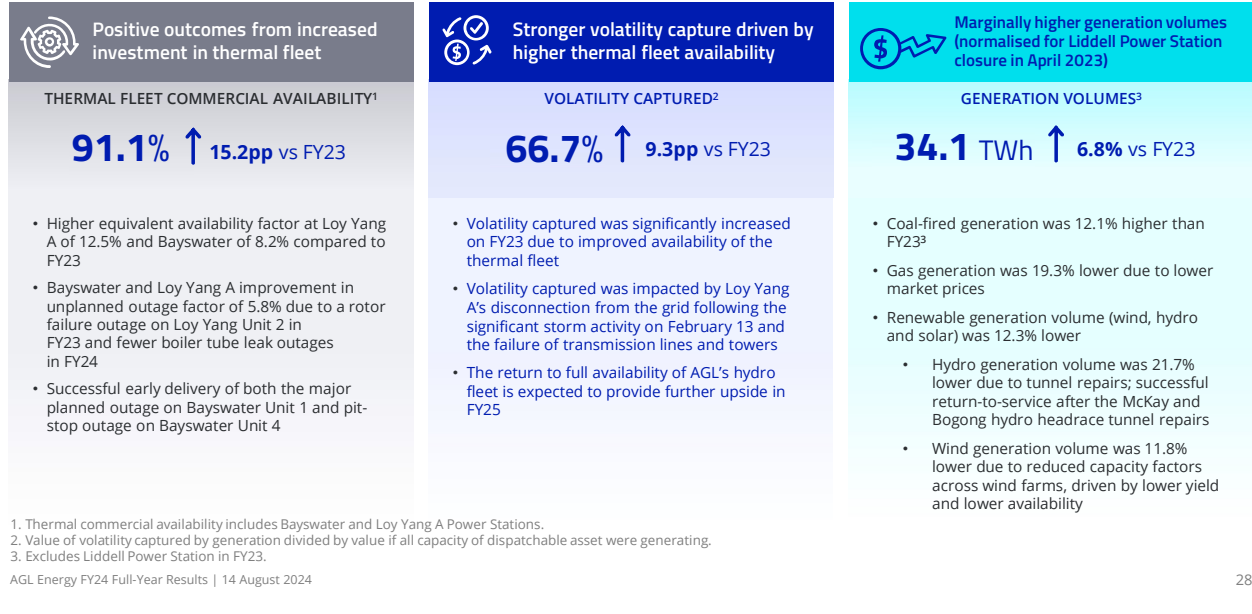 Positive outcomes from increased
investment in thermal fleet
THERMAL FLEET COMMERCIAL AVAILABILITY¹
91.1% ↑ 15.2pp vs FY23
• Higher equivalent availability factor at Loy Yang
A of 12.5% and Bayswater of 8.2% compared to
FY23
• Bayswater and Loy Yang A improvement in
unplanned outage factor of 5.8% due to a rotor
failure outage on Loy Yang Unit 2 in
FY23 and fewer boiler tube leak outages
in FY24
• Successful early delivery of both the major
planned outage on Bayswater Unit 1 and pit-
stop outage on Bayswater Unit 4
Stronger volatility capture driven by
higher thermal fleet availability
VOLATILITY CAPTURED²
66.7% ↑ 9.3pp vs FY23
• Volatility captured was significantly increased
on FY23 due to improved availability of the
thermal fleet
• Volatility captured was impacted by Loy Yang
A's disconnection from the grid following the
significant storm activity on February 13 and
the failure of transmission lines and towers
• The return to full availability of AGL's hydro
fleet is expected to provide further upside in
FY25
Marginally higher generation volumes
(normalised for Liddell Power Station
closure in April 2023)
GENERATION VOLUMES³
34.1 TWh ↑ 6.8% vs FY23
• Coal-fired generation was 12.1% higher than
FY23³
• Gas generation was 19.3% lower due to lower
market prices
• Renewable generation volume (wind, hydro
and solar) was 12.3% lower
• Hydro generation volume was 21.7%
lower due to tunnel repairs; successful
return-to-service after the McKay and
Bogong hydro headrace tunnel repairs
• Wind generation volume was 11.8%
lower due to reduced capacity factors
across wind farms, driven by lower yield
and lower availability
1. Thermal commercial availability includes Bayswater and Loy Yang A Power Stations.
2. Value of volatility captured by generation divided by value if all capacity of dispatchable asset were generating.
3. Excludes Liddell Power Station in FY23.
AGL Energy FY24 Full-Year Results | 14 August 2024
28